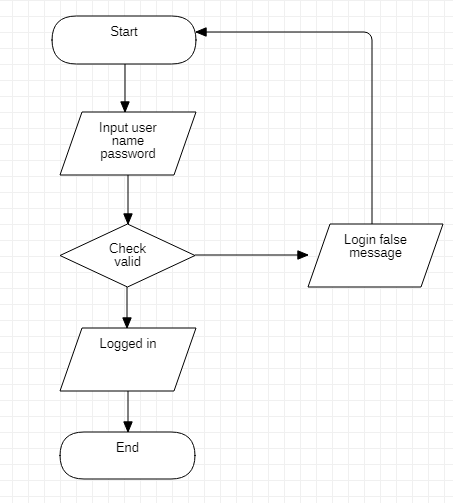 Start
Input user
name
password
Check
valid
Login false
message
Logged in
End